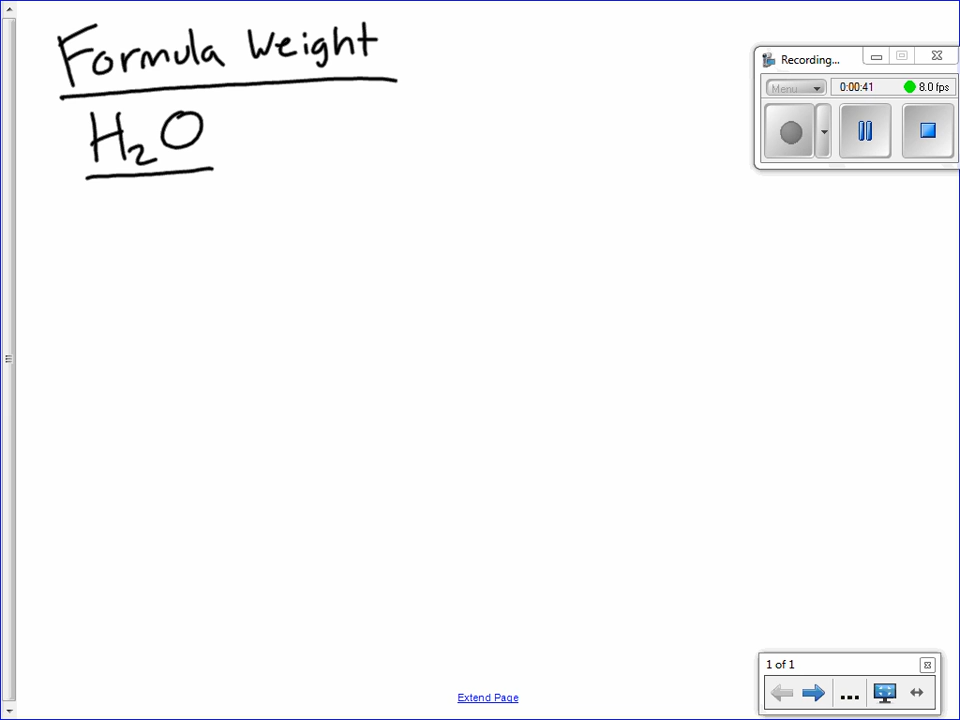 Formula Weight
H₂O
Recording...
Menu
0:00:41
8.0 fps
1 of 1
...
Extend Page